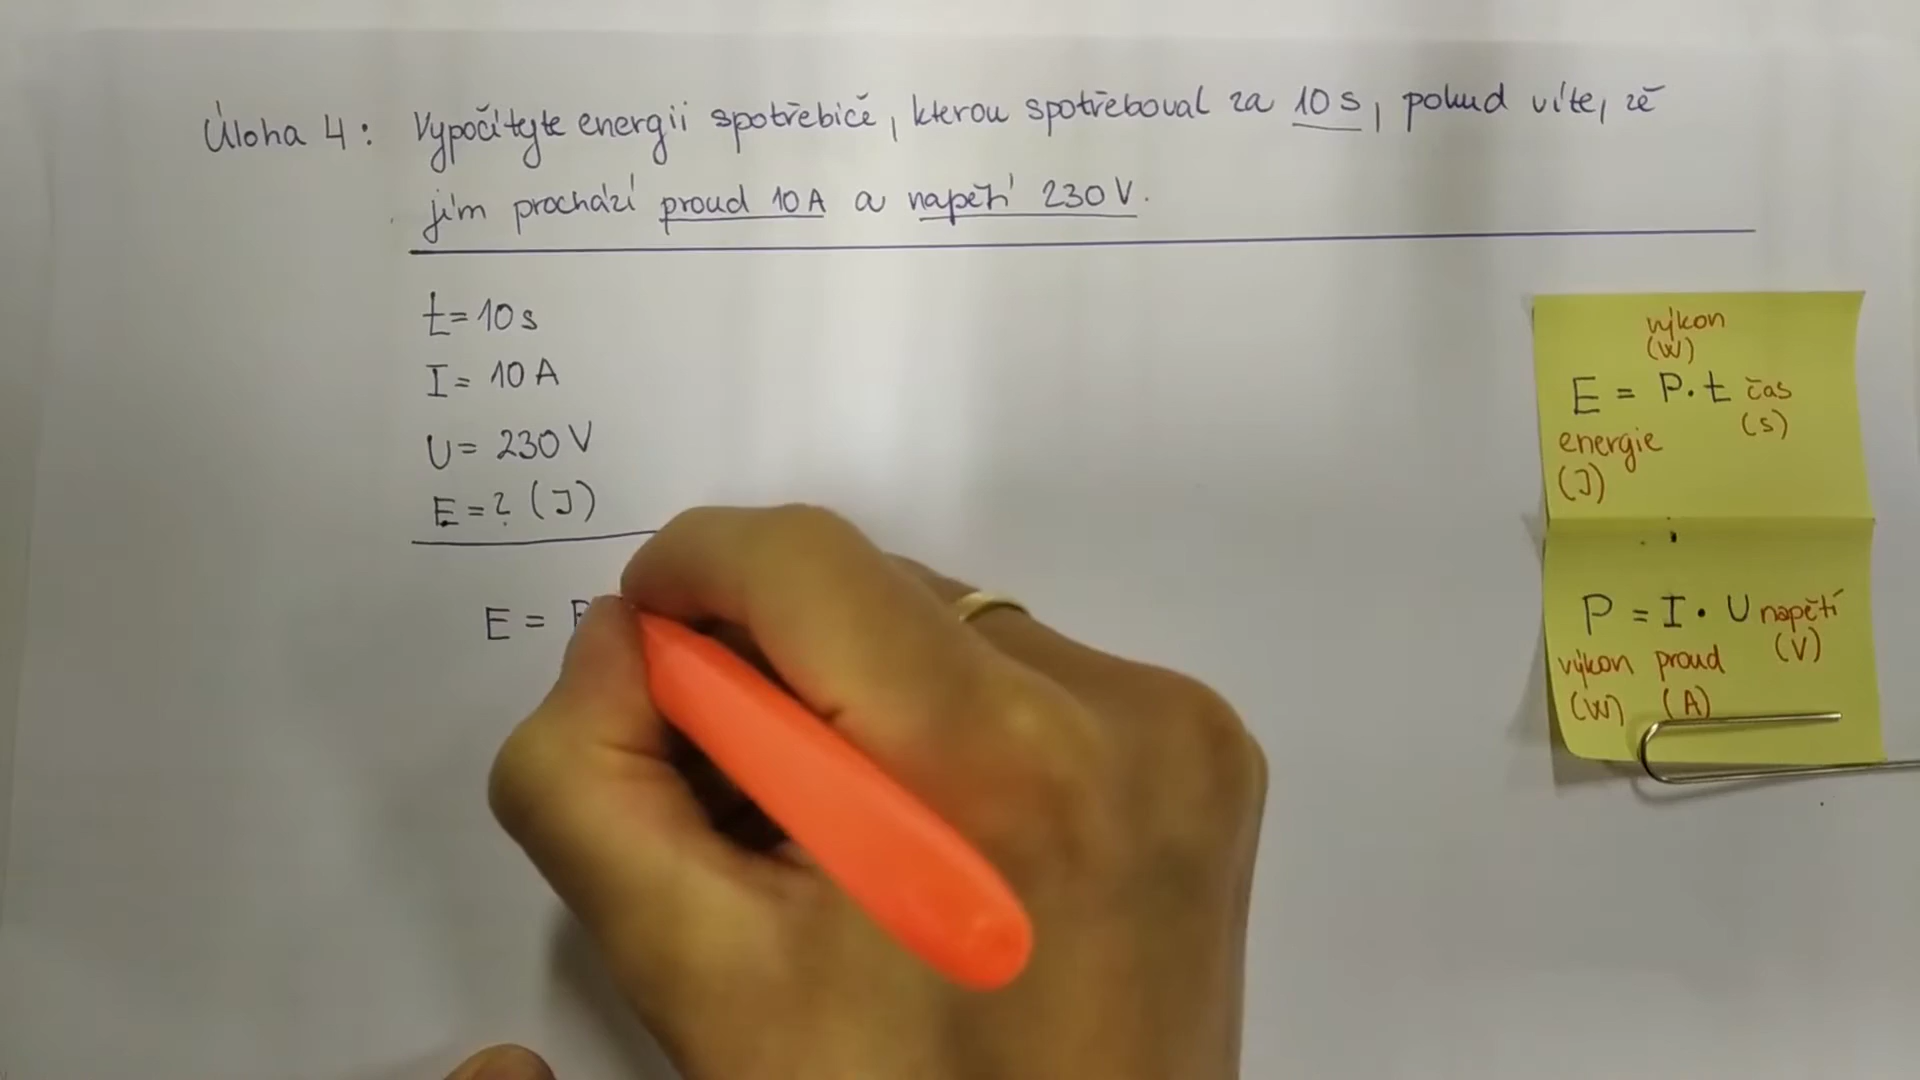 Úloha 4: Vypočítejte energii spotřebiče, kterou spotřeboval za 10 s, pokud víte, že
jím prochází proud 10 A a napětí 230 V.
t = 10 s
I = 10 A
U = 230 V
E = ? (J)
E = P
výkon
(W)
E = P · t čas
(s)
energie
(J)
P = I · U napětí
(V)
výkon proud
(W) (A)